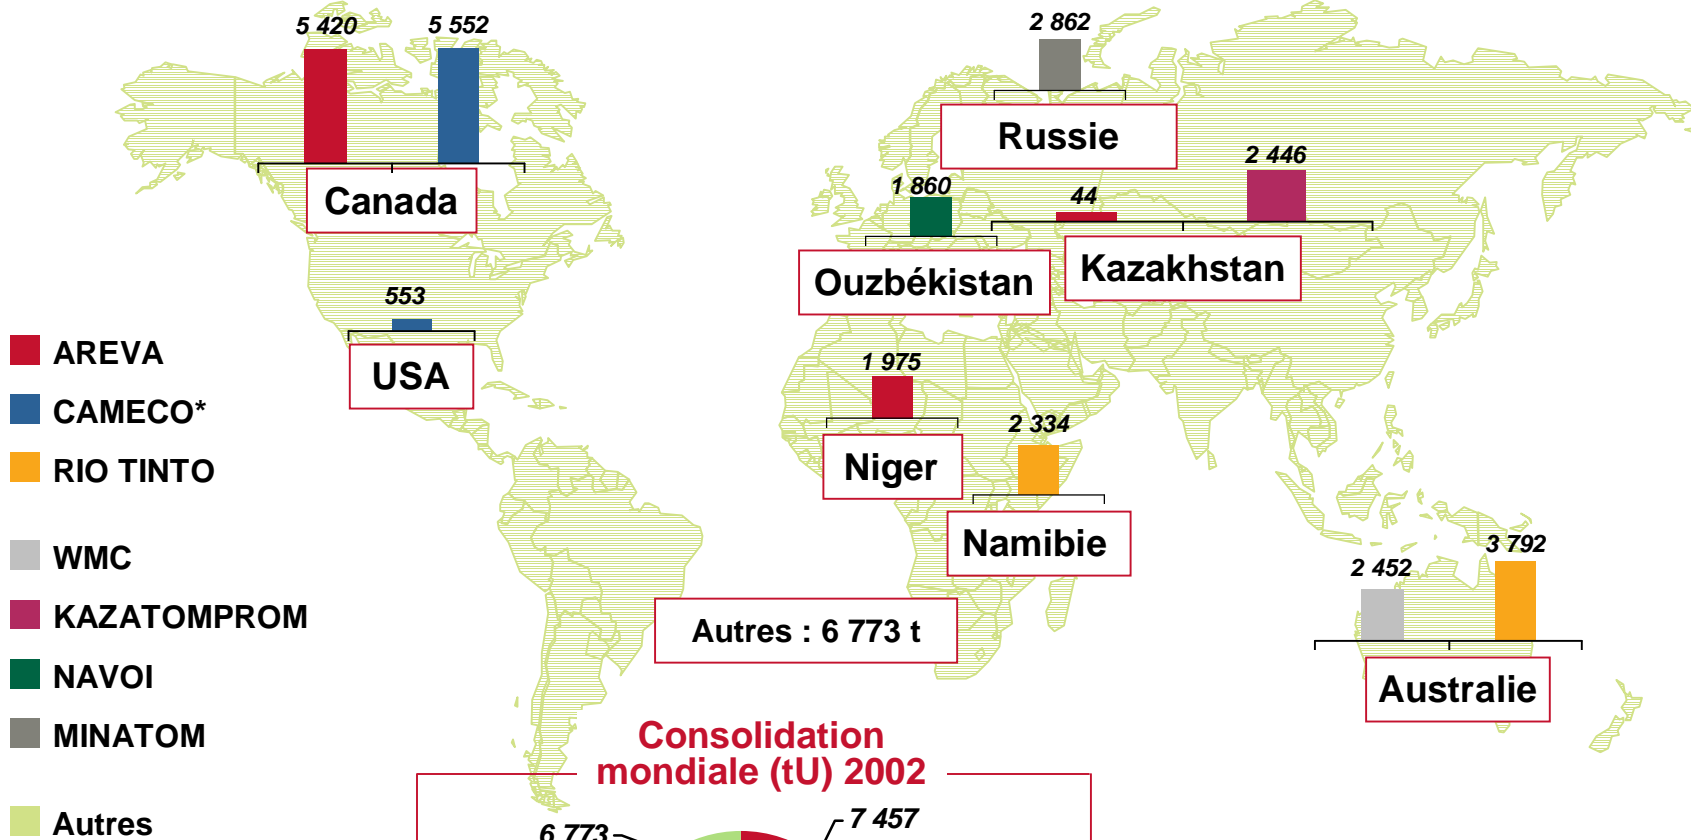 5 420
5 552
Canada
553
USA
2 862
Russie
2 446
44
Kazakhstan
1 860
Ouzbékistan
1 975
Niger
2 334
Namibie
2 452
3 792
Australie
Autres : 6 773 t
AREVA
CAMECO*
RIO TINTO
WMC
KAZATOMPROM
NAVOI
MINATOM
Autres
Consolidation
mondiale (tU) 2002
6 773
7 457